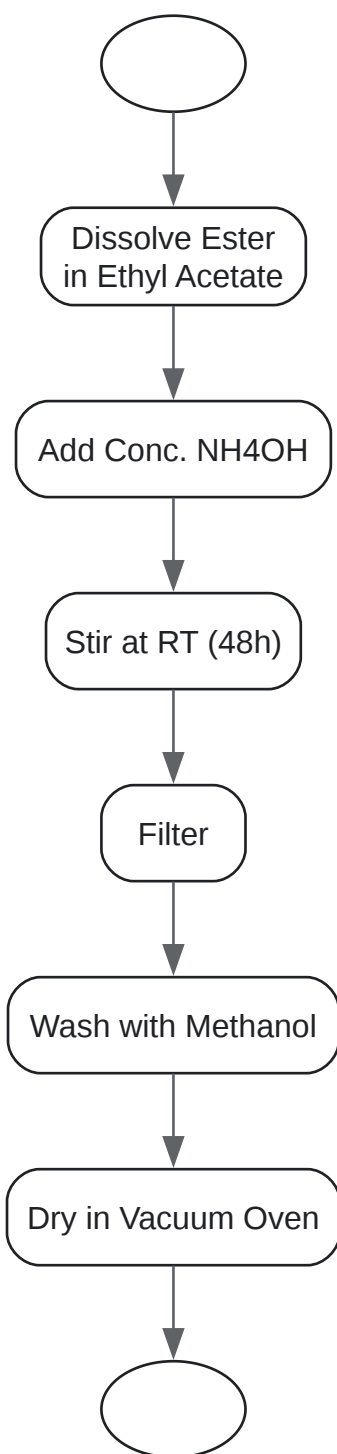 Dissolve Ester
in Ethyl Acetate
Add Conc. NH4OH
Stir at RT (48h)
Filter
Wash with Methanol
Dry in Vacuum Oven